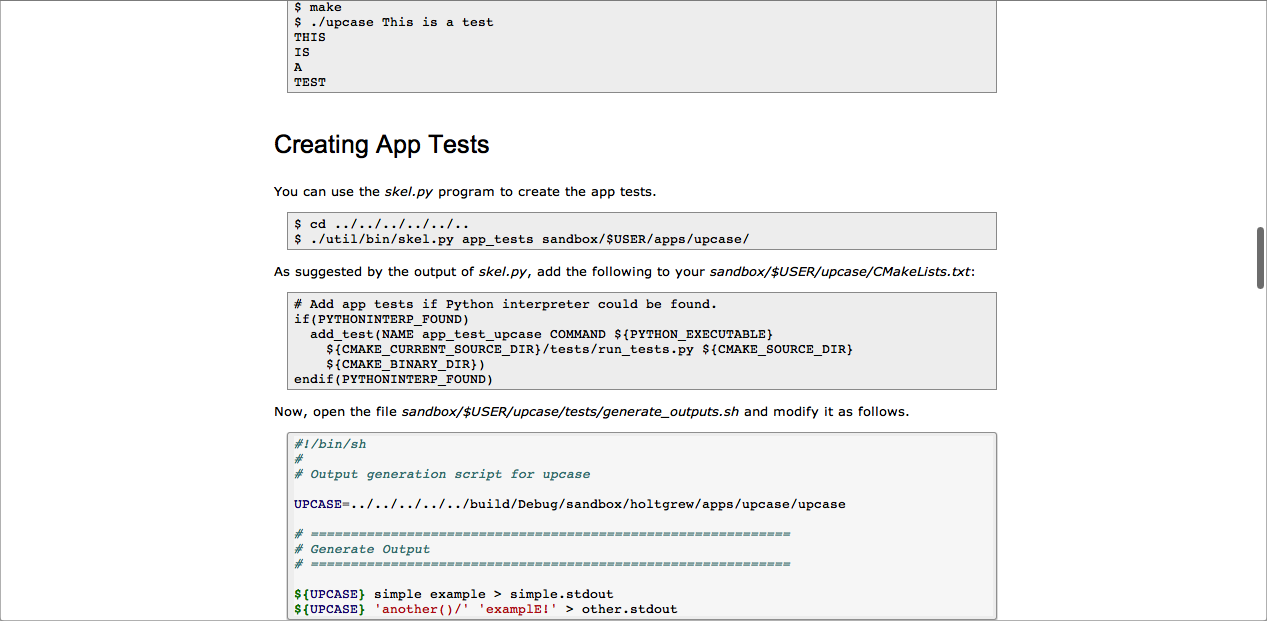 $ make
$ ./upcase This is a test
THIS
IS
A
TEST
Creating App Tests
You can use the skel.py program to create the app tests.
$ cd ../../../../../..
$ ./util/bin/skel.py app_tests sandbox/$USER/apps/upcase/
As suggested by the output of skel.py, add the following to your sandbox/$USER/upcase/CMakeLists.txt:
# Add app tests if Python interpreter could be found.
if(PYTHONINTERP_FOUND)
  add_test(NAME app_test_upcase COMMAND ${PYTHON_EXECUTABLE}
    ${CMAKE_CURRENT_SOURCE_DIR}/tests/run_tests.py ${CMAKE_SOURCE_DIR}
    ${CMAKE_BINARY_DIR})
endif(PYTHONINTERP_FOUND)
Now, open the file sandbox/$USER/upcase/tests/generate_outputs.sh and modify it as follows.
#!/bin/sh
#
# Output generation script for upcase
UPCASE=../../../../../build/Debug/sandbox/holtgrew/apps/upcase/upcase
# ============================================================
# Generate Output
# ============================================================
${UPCASE} simple example > simple.stdout
${UPCASE} 'another()/' 'examplE!' > other.stdout